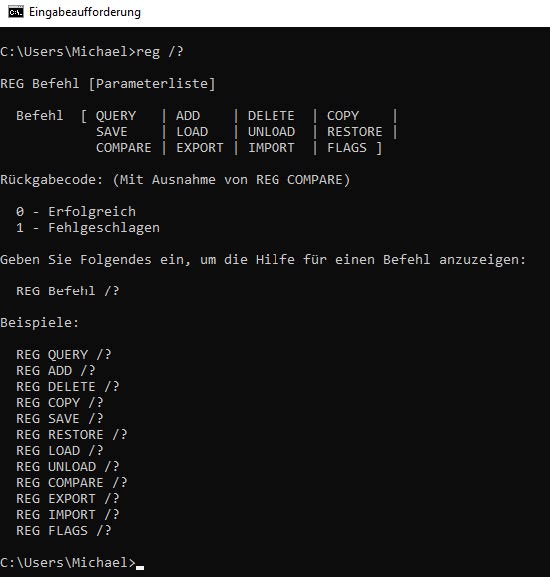 Eingabeaufforderung
C:\Users\Michael>reg /?
REG Befehl [Parameterliste]
Befehl [ QUERY | ADD | DELETE | COPY |
SAVE | LOAD | UNLOAD | RESTORE |
COMPARE | EXPORT | IMPORT | FLAGS ]
Rückgabecode: (Mit Ausnahme von REG COMPARE)
0 - Erfolgreich
1 - Fehlgeschlagen
Geben Sie Folgendes ein, um die Hilfe für einen Befehl anzuzeigen:
REG Befehl /?
Beispiele:
REG QUERY /?
REG ADD /?
REG DELETE /?
REG COPY /?
REG SAVE /?
REG RESTORE /?
REG LOAD /?
REG UNLOAD /?
REG COMPARE /?
REG EXPORT /?
REG IMPORT /?
REG FLAGS /?
C:\Users\Michael>